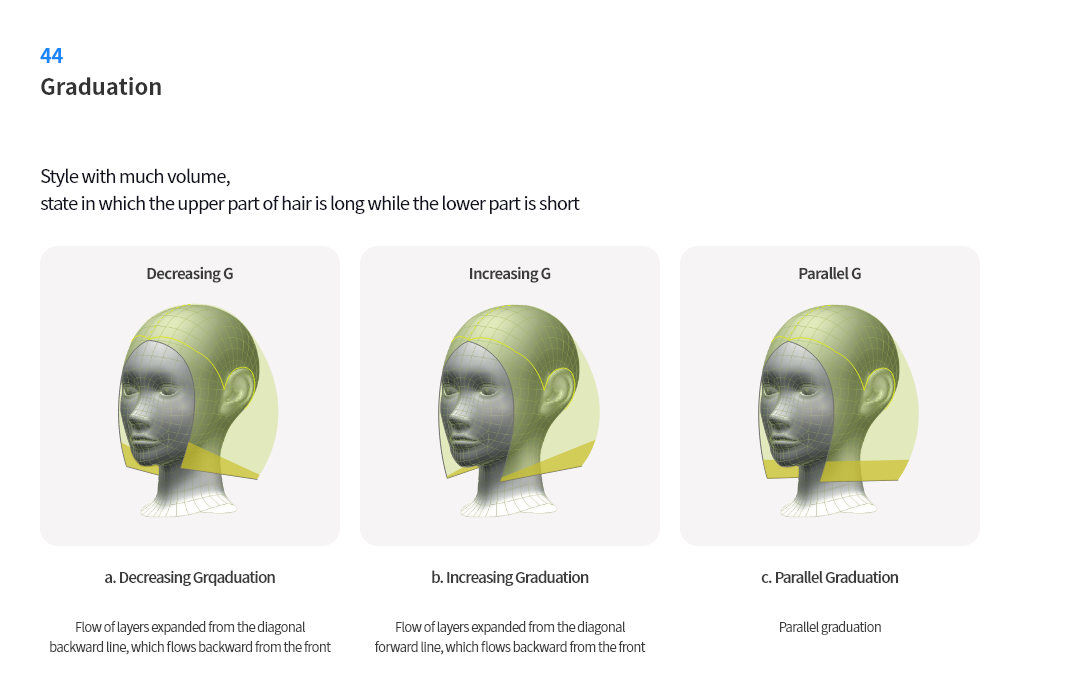 44
Graduation
Style with much volume,
state in which the upper part of hair is long while the lower part is short
Decreasing G
Increasing G
Parallel G
a. Decreasing Grqaduation
b. Increasing Graduation
c. Parallel Graduation
Flow of layers expanded from the diagonal
backward line, which flows backward from the front
Flow of layers expanded from the diagonal
forward line, which flows backward from the front
Parallel graduation